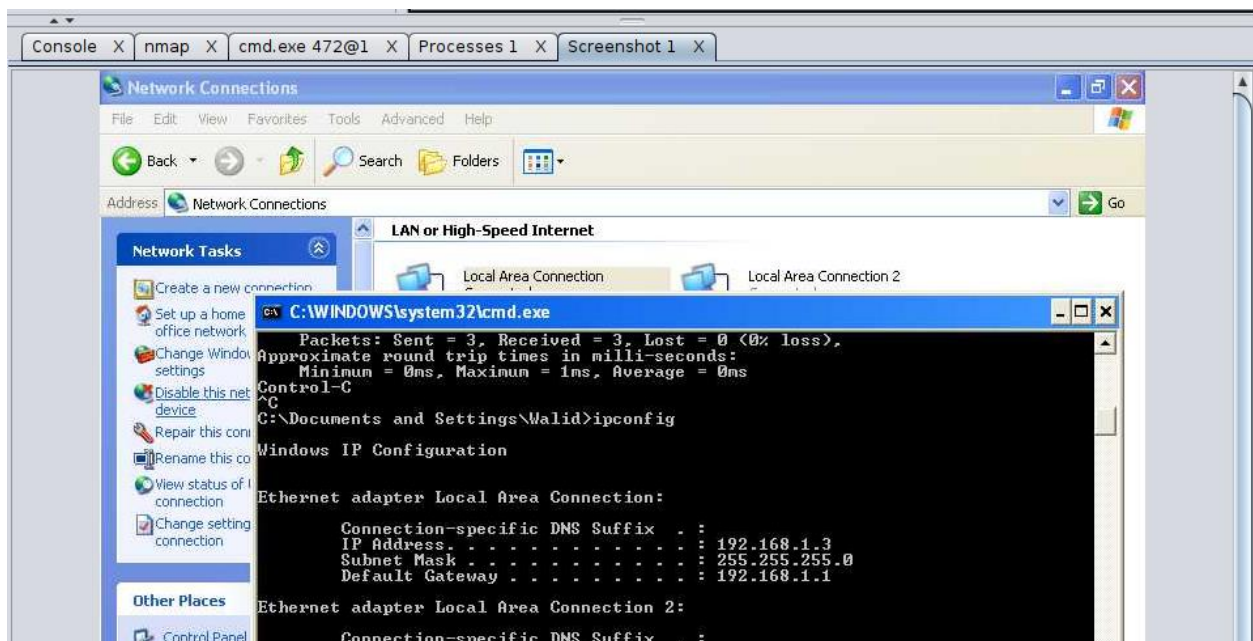 Console X nmap X cmd.exe 472@1 X Processes 1 X Screenshot 1 X
Network Connections
File Edit View Favorites Tools Advanced Help
Back Search Folders
Address Network Connections Go
LAN or High-Speed Internet
Network Tasks
Local Area Connection Local Area Connection 2
Create a new connection
Set up a home
office network
Change
settings
Disable this net
device
Repair this
Rename this
View status of
connection
Change setting
connection
Other Places
Control Panel
C:\WINDOWS\system32\cmd.exe
Packets: Sent = 3, Received = 3, Lost = 0 (0% loss),
Approximate round trip times in milli-seconds:
Minimum = 0ms, Maximum = 1ms, Average = 0ms
Control-C
^C
C:\Documents and Settings\Walid>ipconfig
Windows IP Configuration
Ethernet adapter Local Area Connection:
Connection-specific DNS Suffix . :
IP Address. . . . . . . . . . . . : 192.168.1.3
Subnet Mask . . . . . . . . . . . : 255.255.255.0
Default Gateway . . . . . . . . . : 192.168.1.1
Ethernet adapter Local Area Connection 2:
Connection-specific DNS Suffix . :